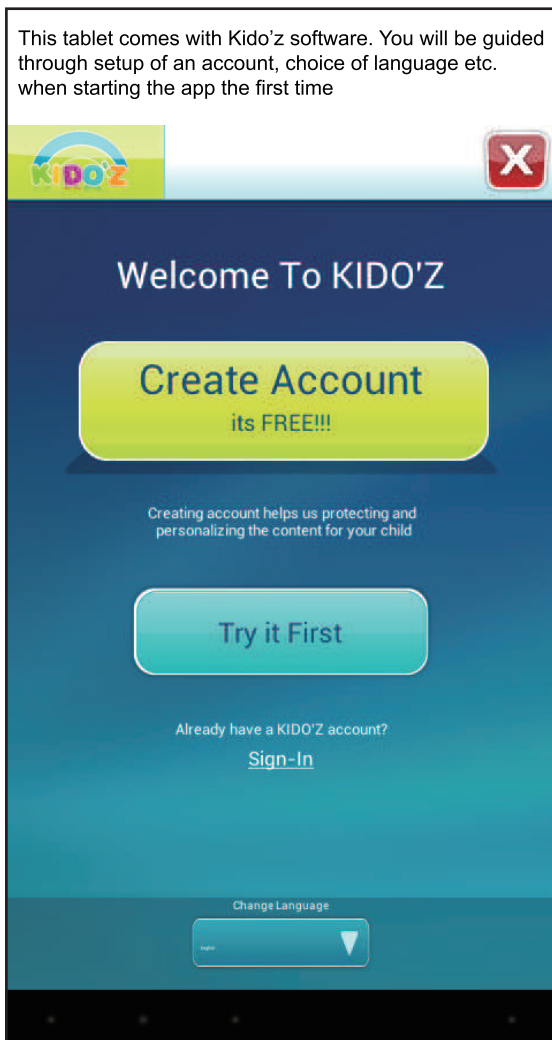 This tablet comes with Kido’z software. You will be guided
through setup of an account, choice of language etc.
when starting the app the first time
KIDO'Z
X
Welcome To KIDO'Z
Create Account
its FREE!!!
Creating account helps us protecting and
personalizing the content for your child
Try it First
Already have a KIDO'Z account?
Sign-In
Change Language
English